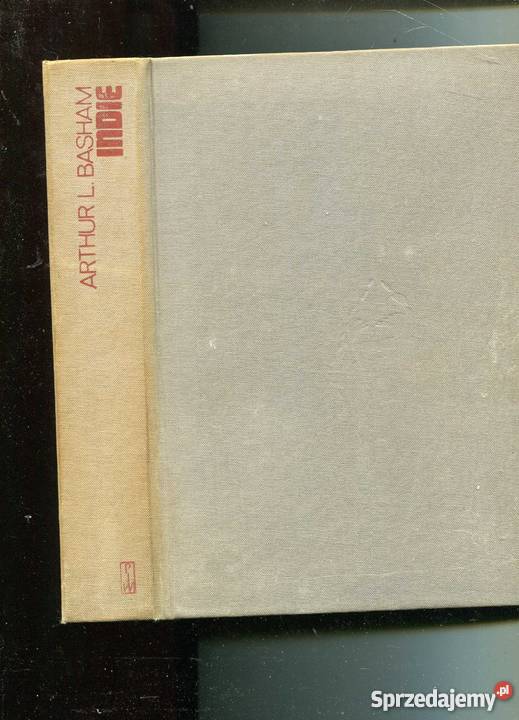 ARTHUR L. BASHAM
INDIE
Sprzedajemy.pl